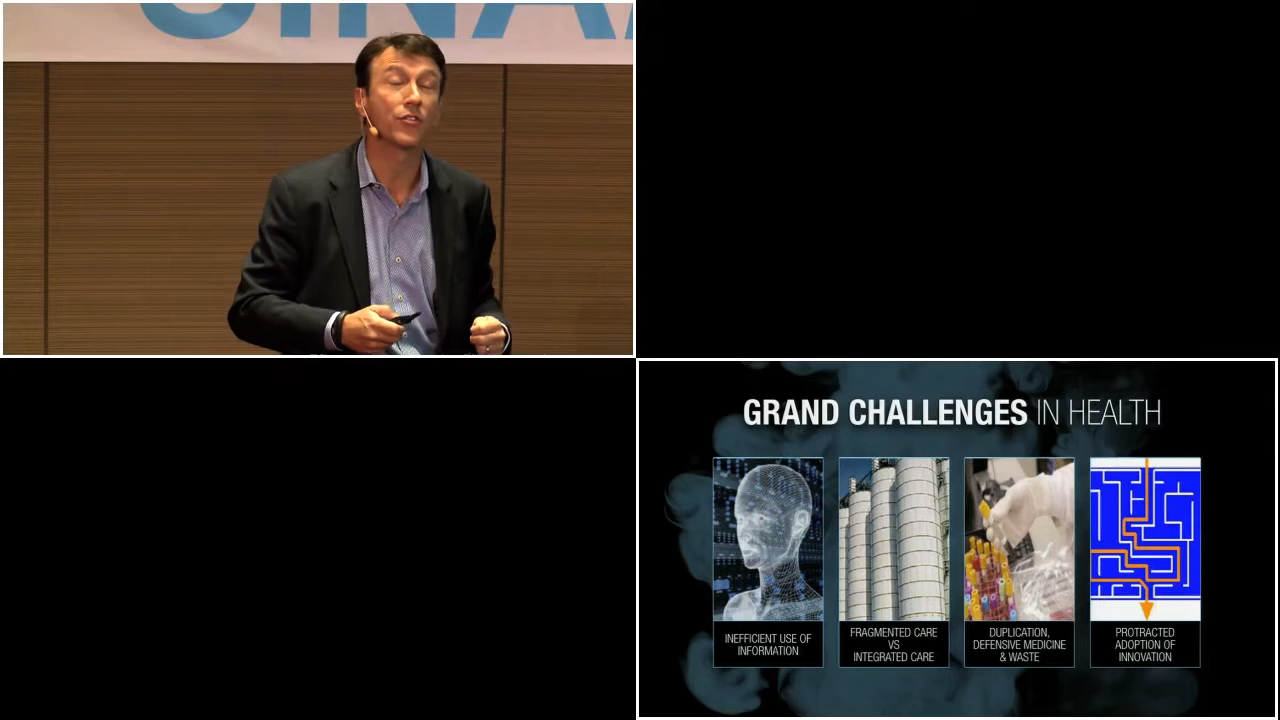 GRAND CHALLENGES IN HEALTH
INEFFICIENT USE OF
INFORMATION
FRAGMENTED CARE
VS
INTEGRATED CARE
DUPLICATION,
DEFENSIVE MEDICINE
& WASTE
PROTRACTED
ADOPTION OF
INNOVATION